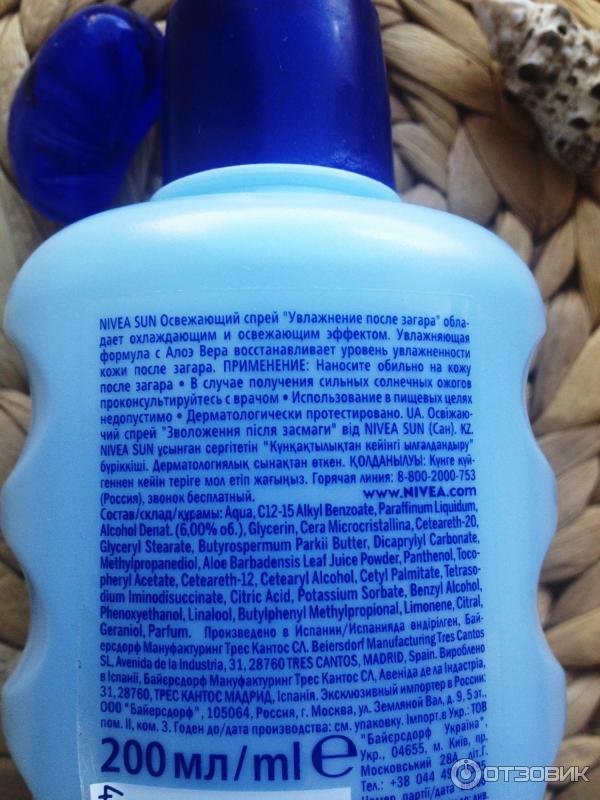 NIVEA SUN Освежающий спрей "Увлажнение после загара" обла-
дает охлаждающим и освежающим эффектом. Увлажняющая
формула с Алоэ Вера восстанавливает уровень увлажненности
кожи после загара. ПРИМЕНЕНИЕ: Наносите обильно на кожу
после загара • В случае получения сильных солнечных ожогов
проконсультируйтесь с врачом • Использование в пищевых целях
недопустимо • Дерматологически протестировано. UA. Освіжаю-
чий спрей "Зволоження після засмаги" від NIVEA SUN (Сан). KZ.
NIVEA SUN ұсынған сергітетін "Күнқақтылықтан кейінгі ылғалдандыру"
бүріккіші. Дерматологиялық сынақтан өткен. ҚОЛДАНЫЛУЫ: Күнге күй-
геннен кейін теріге мол етіп жағыңыз. Горячая линия: 8-800-2000-753
(Россия), звонок бесплатный.
WWW.NIVEA.com
Состав/склад/құрамы: Aqua, C12-15 Alkyl Benzoate, Paraffinum Liquidum,
Alcohol Denat. (6,00% об.), Glycerin, Cera Microcristallina, Ceteareth-20,
Glyceryl Stearate, Butyrospermum Parkii Butter, Dicaprylyl Carbonate,
Methylpropanediol, Aloe Barbadensis Leaf Juice Powder, Panthenol, Toco-
pheryl Acetate, Ceteareth-12, Cetearyl Alcohol, Cetyl Palmitate, Tetraso-
dium Iminodisuccinate, Citric Acid, Potassium Sorbate, Benzyl Alcohol,
Phenoxyethanol, Linalool, Butylphenyl Methylpropional, Limonene, Citral,
Geraniol, Parfum. Произведено в Испании/Испанияда өндірілген, Бай-
ерсдорф Мануфактуринг Трес Кантос СЛ. Beiersdorf Manufacturing Tres Cantos
SL, Avenida de la Industria, 31, 28760 TRES CANTOS, MADRID, Spain. Вироблено
в Іспанії, Байєрсдорф Мануфактуринг Трес Кантос СЛ, Авеніда де ла Індастрія,
31, 28760, ТРЕС КАНТОС МАДРИД, Іспанія. Эксклюзивный импортер в России:
ООО "Байерсдорф", 105064, Россия, г. Москва, ул. Земляной Вал, д. 9, 5 эт.,
пом. II, ком. 3. Годен до/дата производства: см. упаковку. Імпорт.в Укр.: ТОВ
"Байєрсдорф Україна",
Укр., 04655, м. Київ, пр.
Московський 28а, літ.Г.
Тел.: +38 044
партії/дата
200 мл/ml e
4
ОТЗОВИК